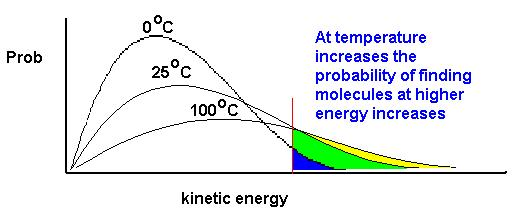 Prob
0°C
25°C
100°C
At temperature
increases the
probability of finding
molecules at higher
energy increases
kinetic energy